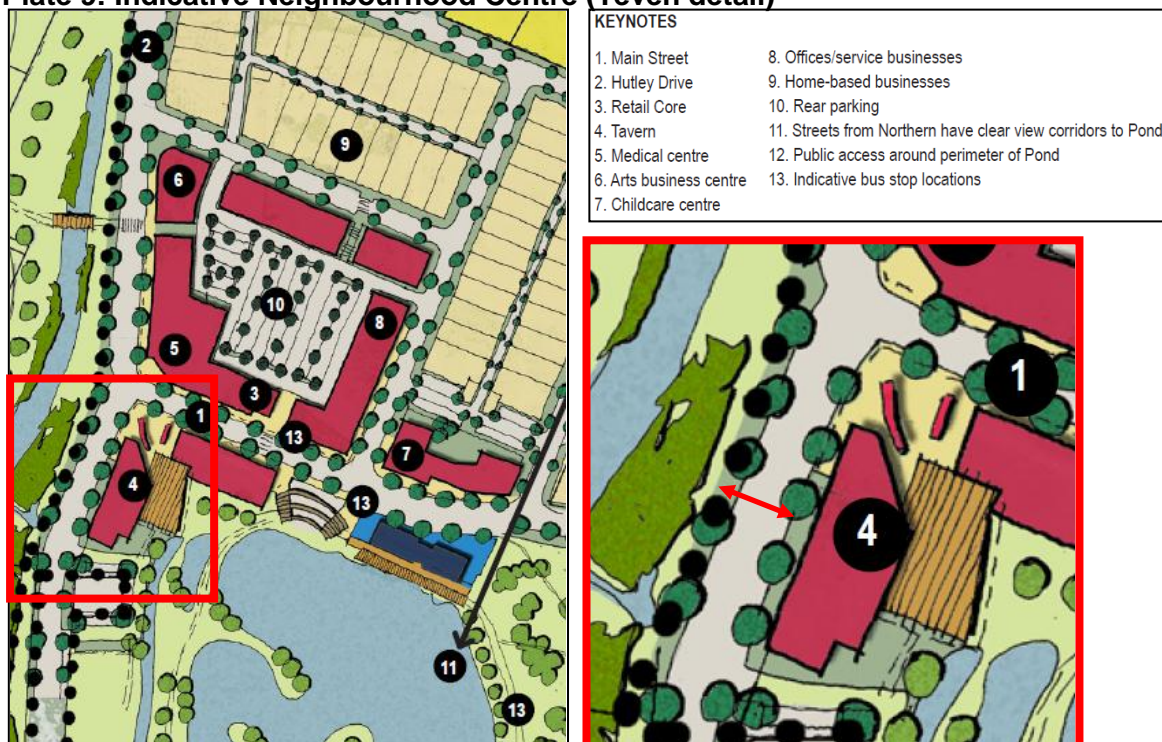 Plate Indicative Neighbourhood Centre (Teven detail)
KEYNOTES
1. Main Street
2. Hutley Drive
3. Retail Core
4. Tavern
5. Medical centre
6. Arts business centre
7. Childcare centre
8. Offices/service businesses
9. Home-based businesses
10. Rear parking
11. Streets from Northern have clear view corridors to Pond
12. Public access around perimeter of Pond
13. Indicative bus stop locations
2
9
6
10
8
5
3
1
13
7
4
13
11
13
1
4